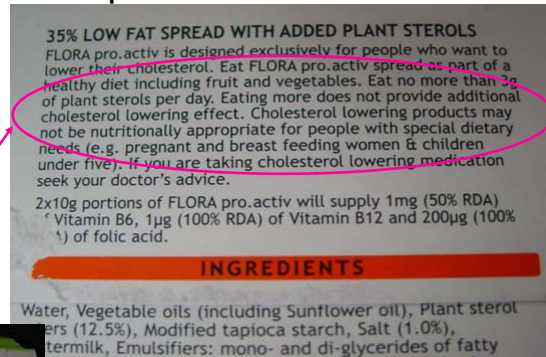 35% LOW FAT SPREAD WITH ADDED PLANT STEROLS
FLORA pro.activ is designed exclusively for people who want to
lower their cholesterol. Eat FLORA pro.activ spread as part of a
healthy diet including fruit and vegetables. Eat no more than 3g
of plant sterols per day. Eating more does not provide additional
cholesterol lowering effect. Cholesterol lowering products may
not be nutritionally appropriate for people with special dietary
needs (e.g. pregnant and breast feeding women & children
under five). If you are taking cholesterol lowering medication
seek your doctor's advice.
2x10g portions of FLORA pro.activ will supply 1mg (50% RDA)
Vitamin B6, 1µg (100% RDA) of Vitamin B12 and 200µg (100%
of folic acid.
INGREDIENTS
Water, Vegetable oils (including Sunflower oil), Plant sterol
(12.5%), Modified tapioca starch, Salt (1.0%),
Emulsifiers: mono- and di-glycerides of fatty